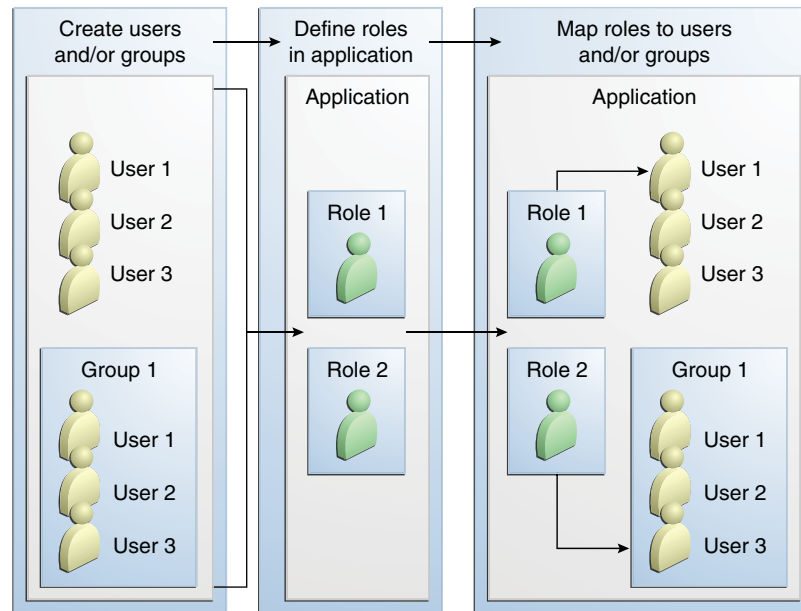 Create users
and/or groups
User 1
User 2
User 3
Group 1
User 1
User 2
User 3
Define roles
in application
Application
Role 1
Role 2
Map roles to users
and/or groups
Application
Role 1
User 1
User 2
User 3
Role 2
Group 1
User 1
User 2
User 3